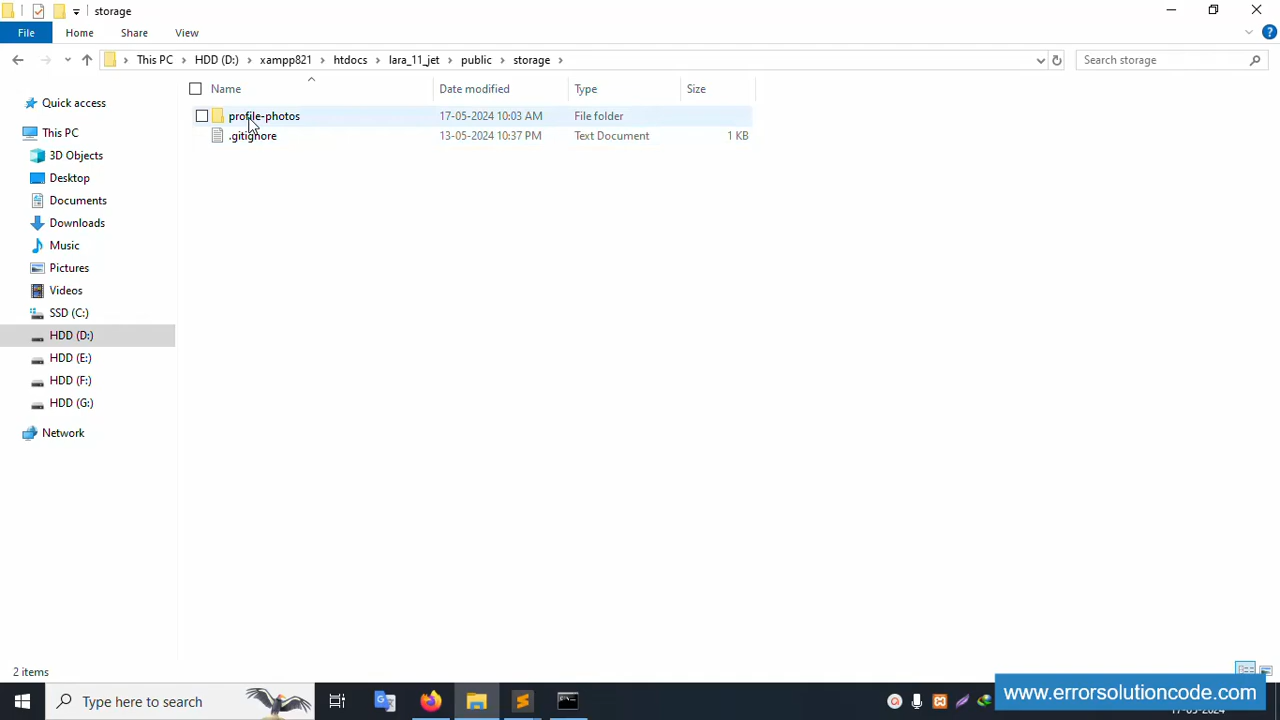 storage
File
Home
Share
View
This PC
HDD (D:)
xampp821
htdocs
lara_11_jet
public
storage
Search storage
Name
Date modified
Type
Size
profile-photos
17-05-2024 10:03 AM
File folder
.gitignore
13-05-2024 10:37 PM
Text Document
1 KB
Quick access
This PC
3D Objects
Desktop
Documents
Downloads
Music
Pictures
Videos
SSD (C:)
HDD (D:)
HDD (E:)
HDD (F:)
HDD (G:)
Network
2 items
Type here to search
www.errorsolutioncode.com